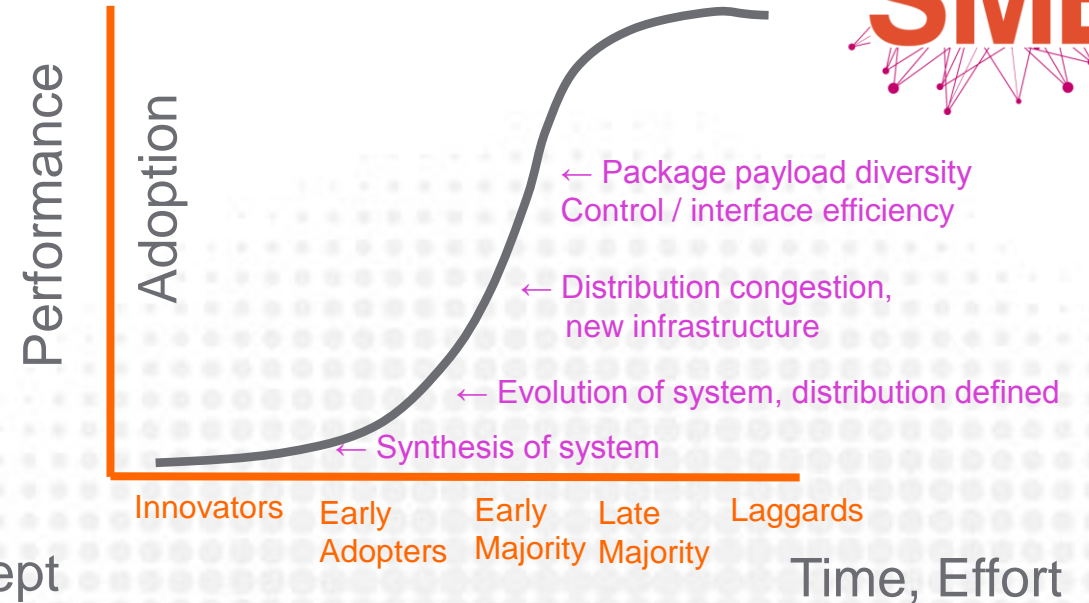 Performance
Adoption
← Package payload diversity
Control / interface efficiency
← Distribution congestion,
new infrastructure
← Evolution of system, distribution defined
← Synthesis of system
Innovators
Early
Adopters
Early
Majority
Late
Majority
Laggards
Time, Effort